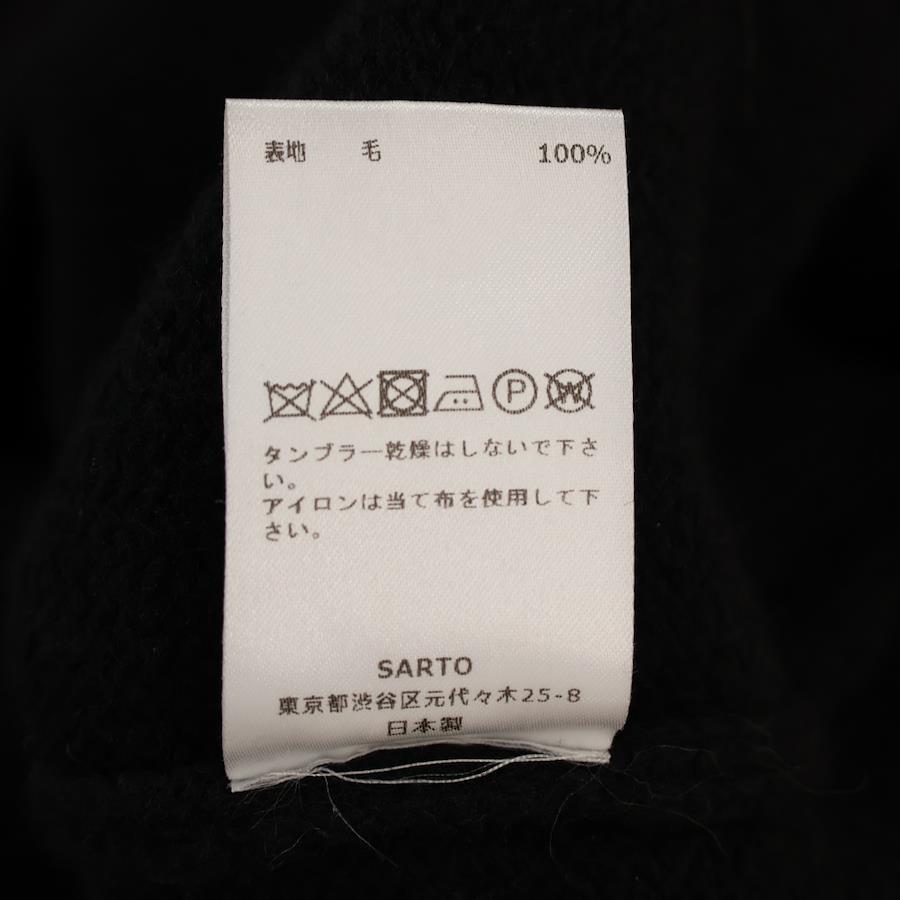 表地 毛 100%
P W
タンブラー乾燥はしないで下さ
い。
アイロンは当て布を使用して下
さい。
SARTO
東京都渋谷区元代々木25-8
日本製